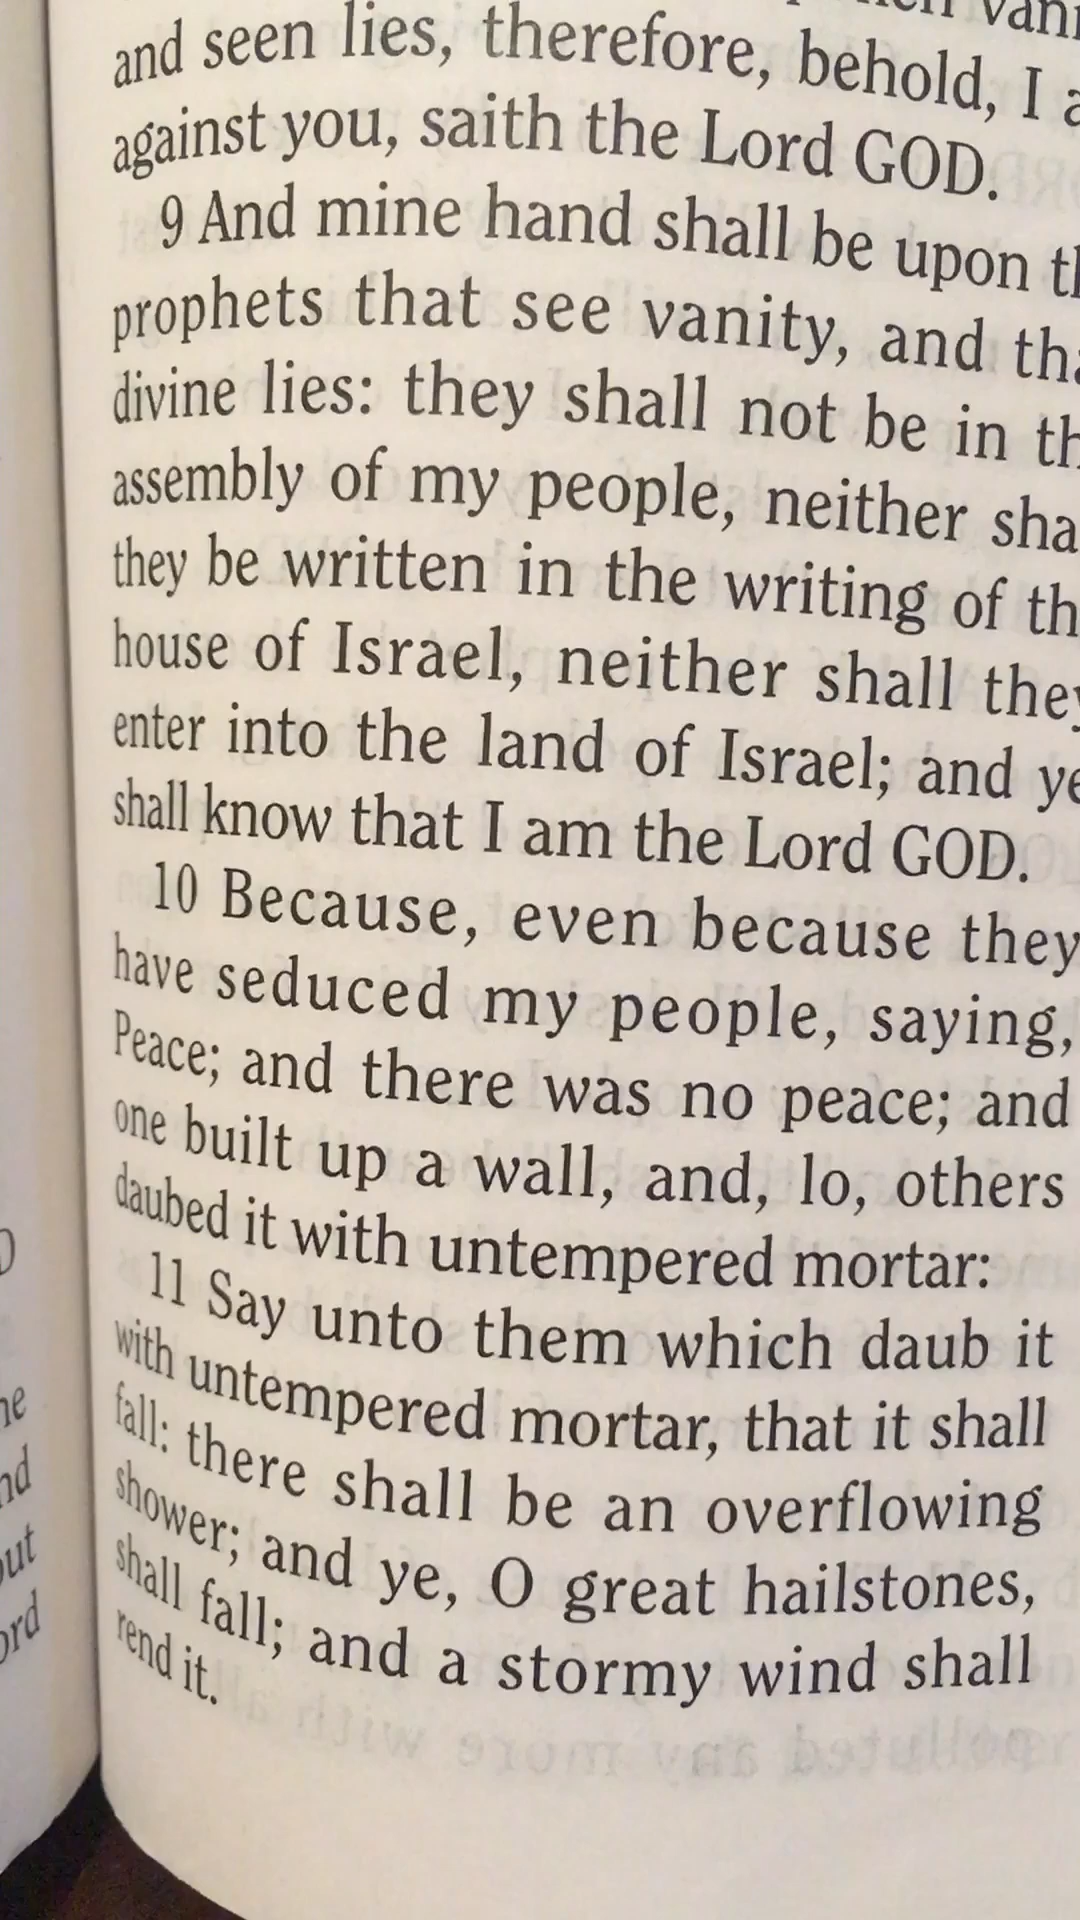 and seen lies, therefore, behold, I
against you, saith the Lord GOD.
9 And mine hand shall be upon
prophets that see vanity, and
divine lies: they shall not be in
assembly of my people, neither
they be written in the writing of
house of Israel, neither shall they
enter into the land of Israel; and ye
shall know that I am the Lord GOD.
10 Because, even because they
have seduced my people, saying,
Peace; and there was no peace; and
one built up a wall, and, lo, others
daubed it with untempered mortar:
11 Say unto them which daub it
with untempered mortar, that it shall
fall: there shall be an overflowing
shower; and ye, O great hailstones,
shall fall; and a stormy wind shall
rend it.